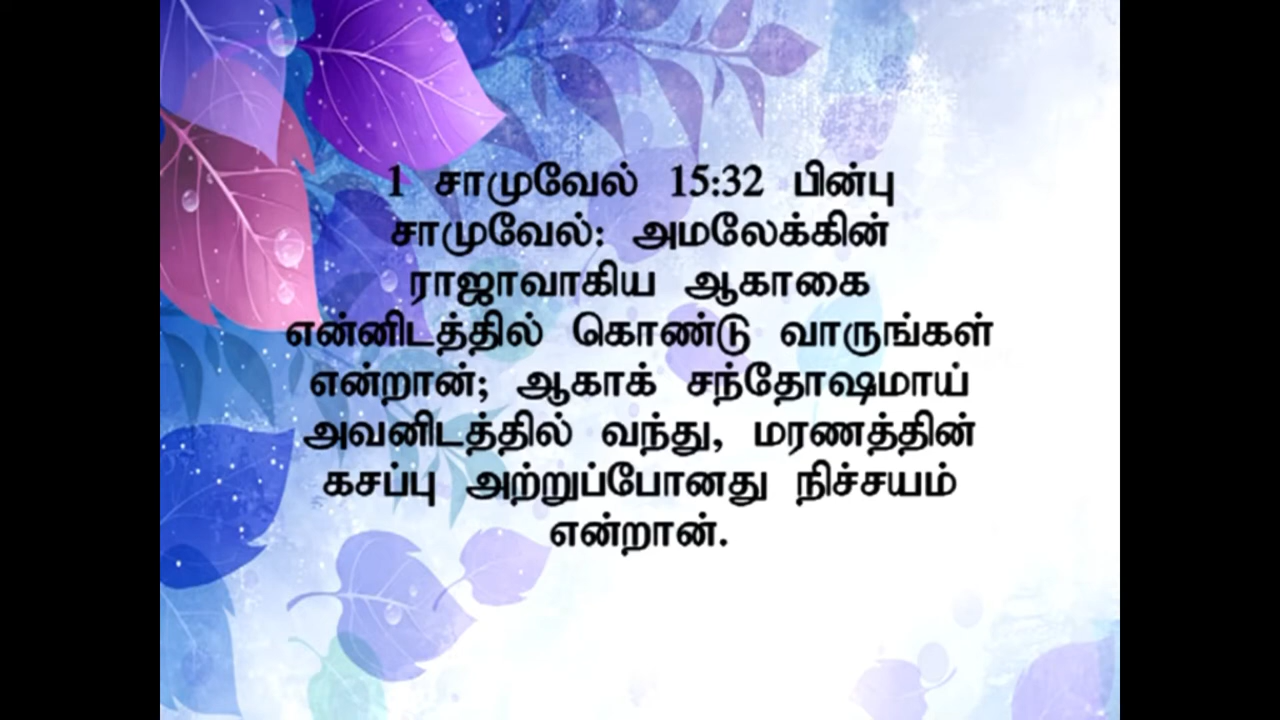 1 சாமுவேல் 15:32 பின்பு
சாமுவேல்: அமலேக்கின்
ராஜாவாகிய ஆகாகை
என்னிடத்தில் கொண்டு வாருங்கள்
என்றான்; ஆகாக் சந்தோஷமாய்
அவனிடத்தில் வந்து, மரணத்தின்
கசப்பு அற்றுப்போனது நிச்சயம்
என்றான்.